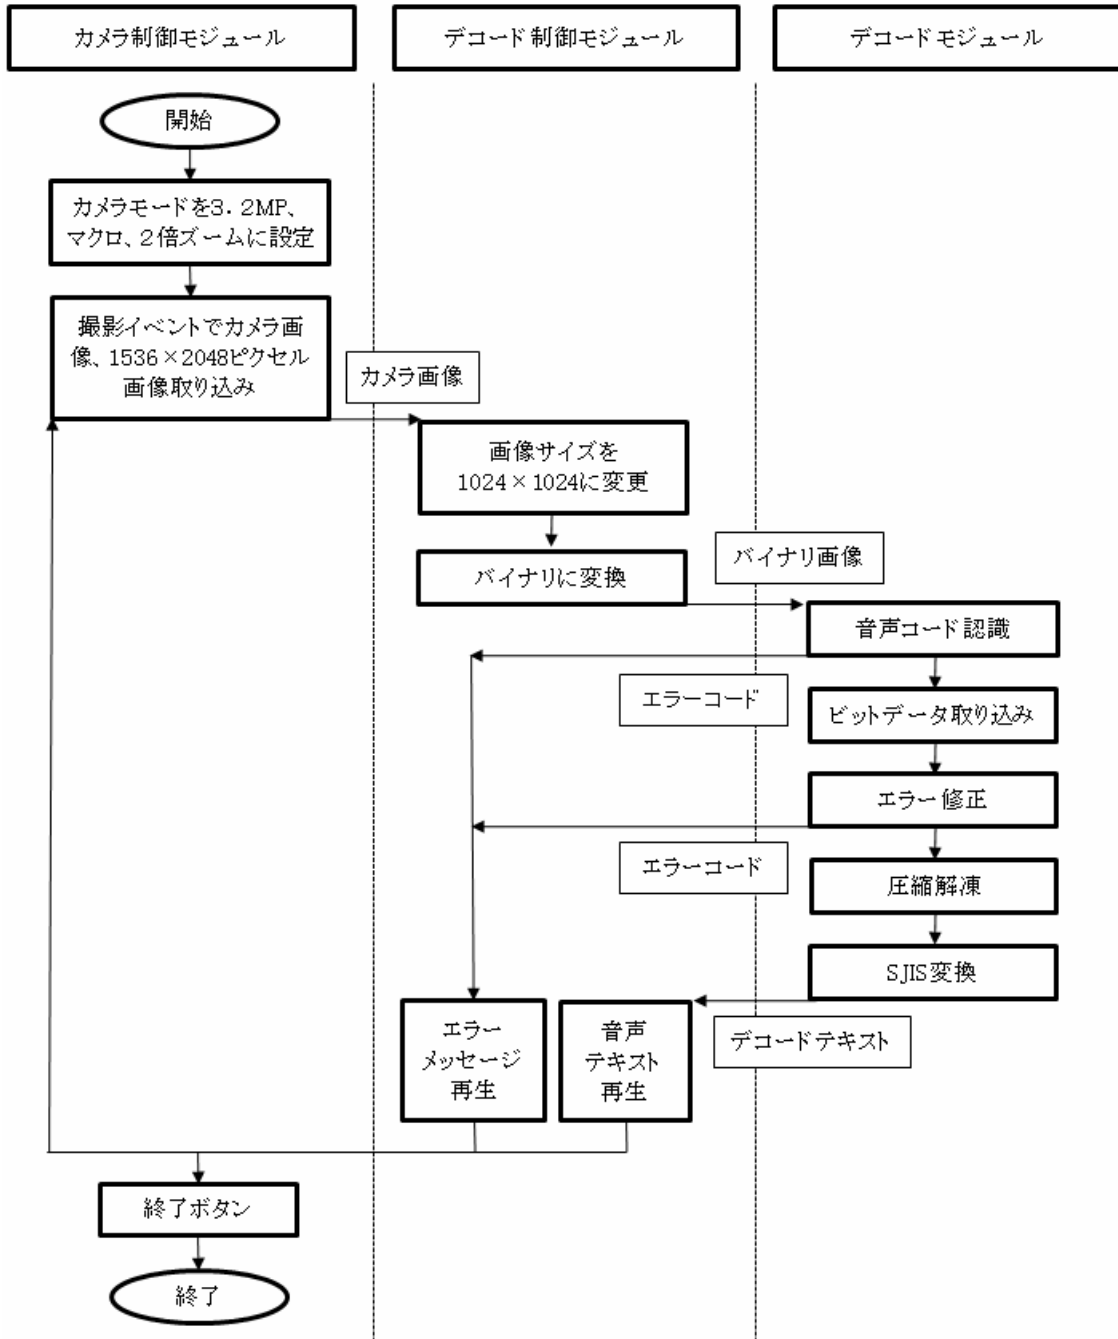 カメラ制御モジュール
デコード制御モジュール
デコードモジュール
開始
カメラモードを3.2MP、
マクロ、2倍ズームに設定
撮影イベントでカメラ画
像、1536×2048ピクセル
画像取り込み
カメラ画像
画像サイズを
1024×1024に変更
バイナリに変換
バイナリ画像
音声コード認識
エラーコード
ビットデータ取り込み
エラー修正
エラーコード
圧縮解凍
SJIS変換
エラー
メッセージ
再生
音声
テキスト
再生
デコードテキスト
終了ボタン
終了